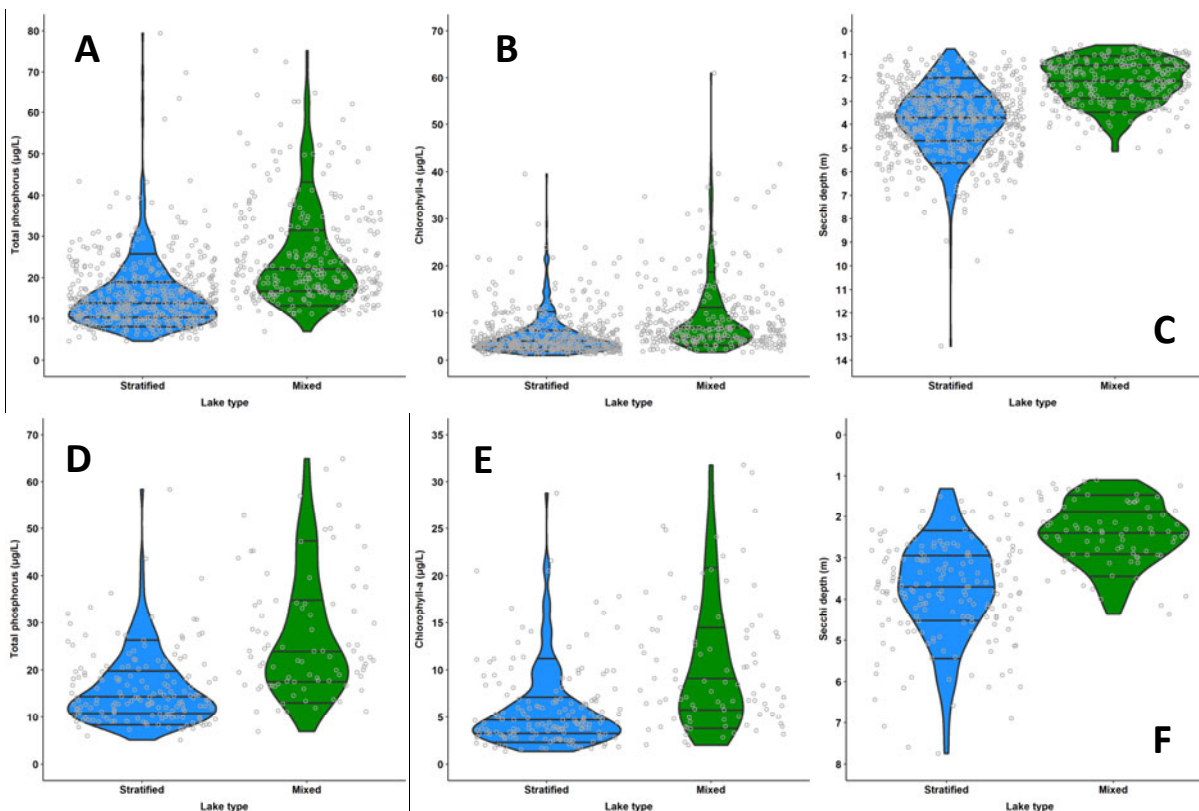 A
Total phosphorus (µg/L)
80
70
60
50
40
30
20
10
0
Stratified
Mixed
Lake type
B
Chlorophyll-a (µg/L)
70
60
50
40
30
20
10
0
Stratified
Mixed
Lake type
C
Secchi depth (m)
0
1
2
3
4
5
6
7
8
9
10
11
12
13
14
Stratified
Mixed
Lake type
D
Total phosphorus (µg/L)
70
60
50
40
30
20
10
0
Stratified
Mixed
Lake type
E
Chlorophyll-a (µg/L)
35
30
25
20
15
10
5
0
Stratified
Mixed
Lake type
F
Secchi depth (m)
0
1
2
3
4
5
6
7
8
Stratified
Mixed
Lake type